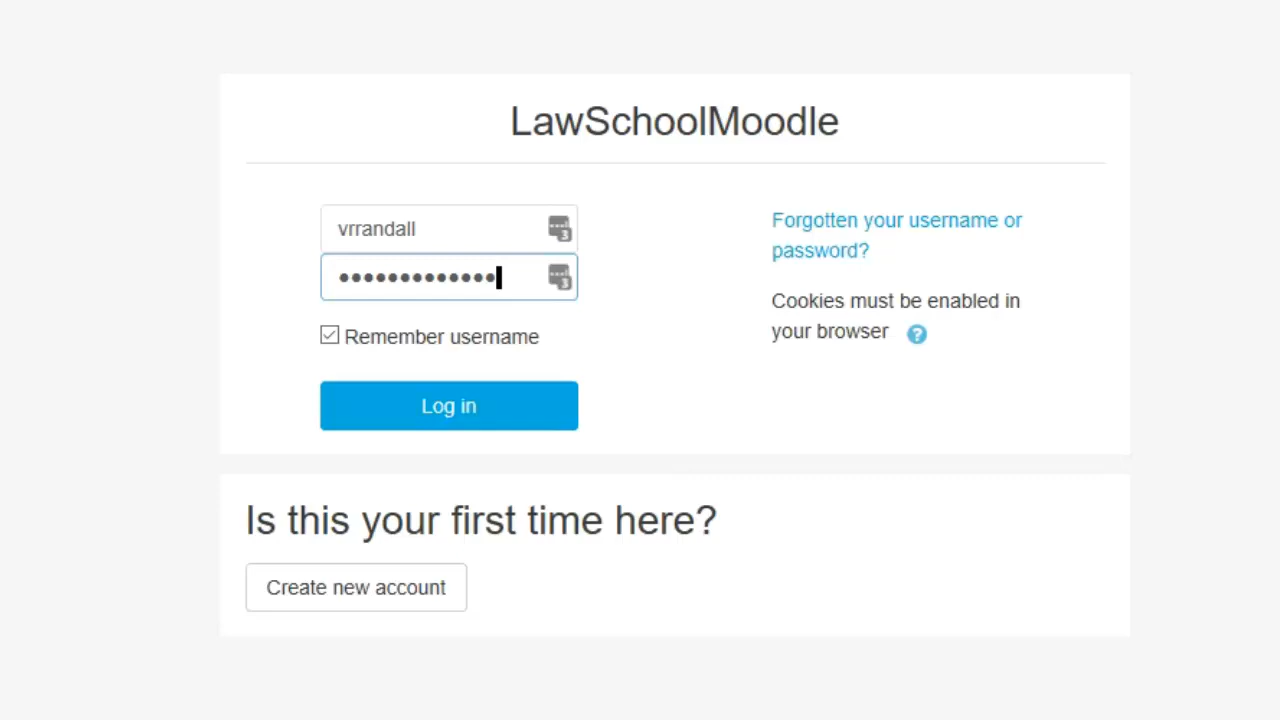 LawSchoolMoodle
vrrandall
•••••••••••••
Remember username
Log in
Forgotten your username or
password?
Cookies must be enabled in
your browser
Is this your first time here?
Create new account